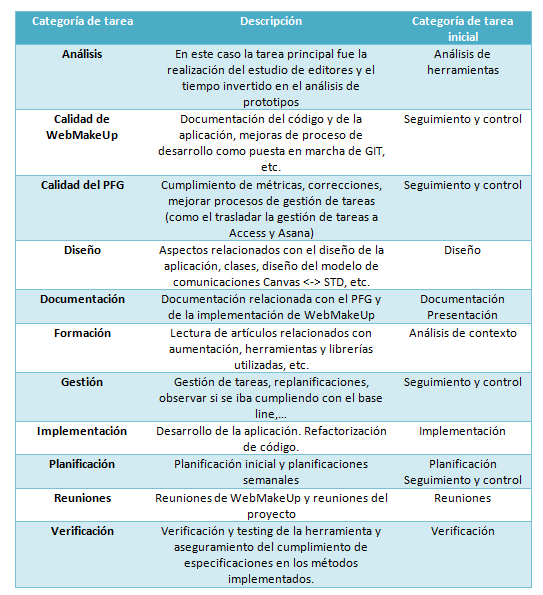 Categoría de tarea Descripción Categoría de tarea
inicial
Análisis En este caso la tarea principal fue la Análisis de
realización del estudio de editores y el herramientas
tiempo invertido en el análisis de
prototipos
Calidad de Documentación del código y de la Seguimiento y control
WebMakeUp aplicación, mejoras de proceso de
desarrollo como puesta en marcha de GIT,
etc.
Calidad del PFG Cumplimiento de métricas, correcciones, Seguimiento y control
mejorar procesos de gestión de tareas
(como el trasladar la gestión de tareas a
Access y Asana)
Diseño Aspectos relacionados con el diseño de la Diseño
aplicación, clases, diseño del modelo de
comunicaciones Canvas <-> STD, etc.
Documentación Documentación relacionada con el PFG y Documentación
de la implementación de WebMakeUp Presentación
Formación Lectura de artículos relacionados con Análisis de contexto
aumentación, herramientas y librerías
utilizadas, etc.
Gestión Gestión de tareas, replanificaciones, Seguimiento y control
observar si se iba cumpliendo con el base
line,...
Implementación Desarrollo de la aplicación. Refactorización Implementación
de código.
Planificación Planificación inicial y planificaciones Planificación
semanales Seguimiento y control
Reuniones Reuniones de WebMakeUp y reuniones del Reuniones
proyecto
Verificación Verificación y testing de la herramienta y Verificación
aseguramiento del cumplimiento de
especificaciones en los métodos
implementados.